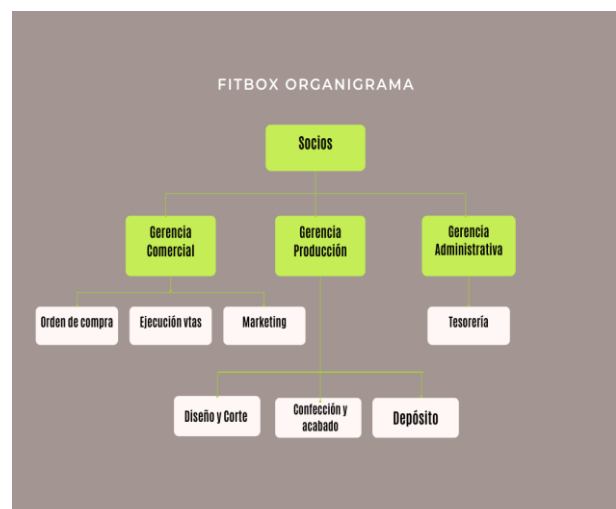 FITBOX ORGANIGRAMA
Socios
Gerencia
Comercial
Gerencia
Producción
Gerencia
Administrativa
Orden de compra
Ejecución vtas
Marketing
Tesorería
Diseño y Corte
Confección y
acabado
Depósito